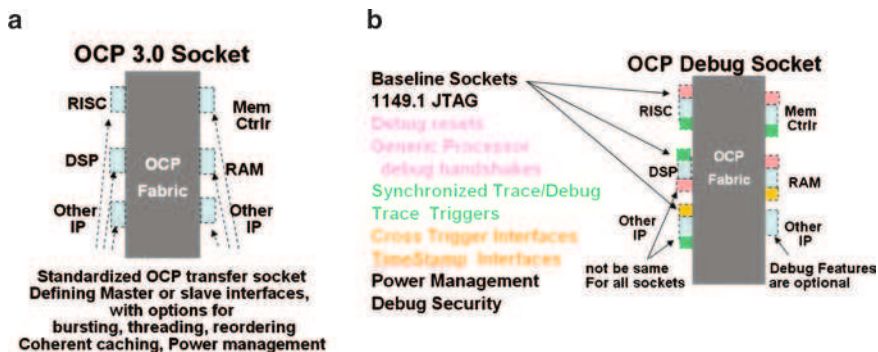 a
OCP 3.0 Socket
RISC
Mem
Ctrlr
DSP
OCP
Fabric
RAM
Other
IP
Other
IP
Standardized OCP transfer socket
Defining Master or slave interfaces,
with options for
bursting, threading, reordering
Coherent caching, Power management
b
OCP Debug Socket
Baseline Sockets
1149.1 JTAG
Debug resets
Generic Processor
debug handshakes
Synchronized Trace/Debug
Trace Triggers
Cross Trigger Interfaces
TimeStamp Interfaces
Power Management
Debug Security
RISC
Mem
Ctrlr
DSP
OCP
Fabric
RAM
Other
IP
Other
IP
not be same
For all sockets
Debug Features
are optional